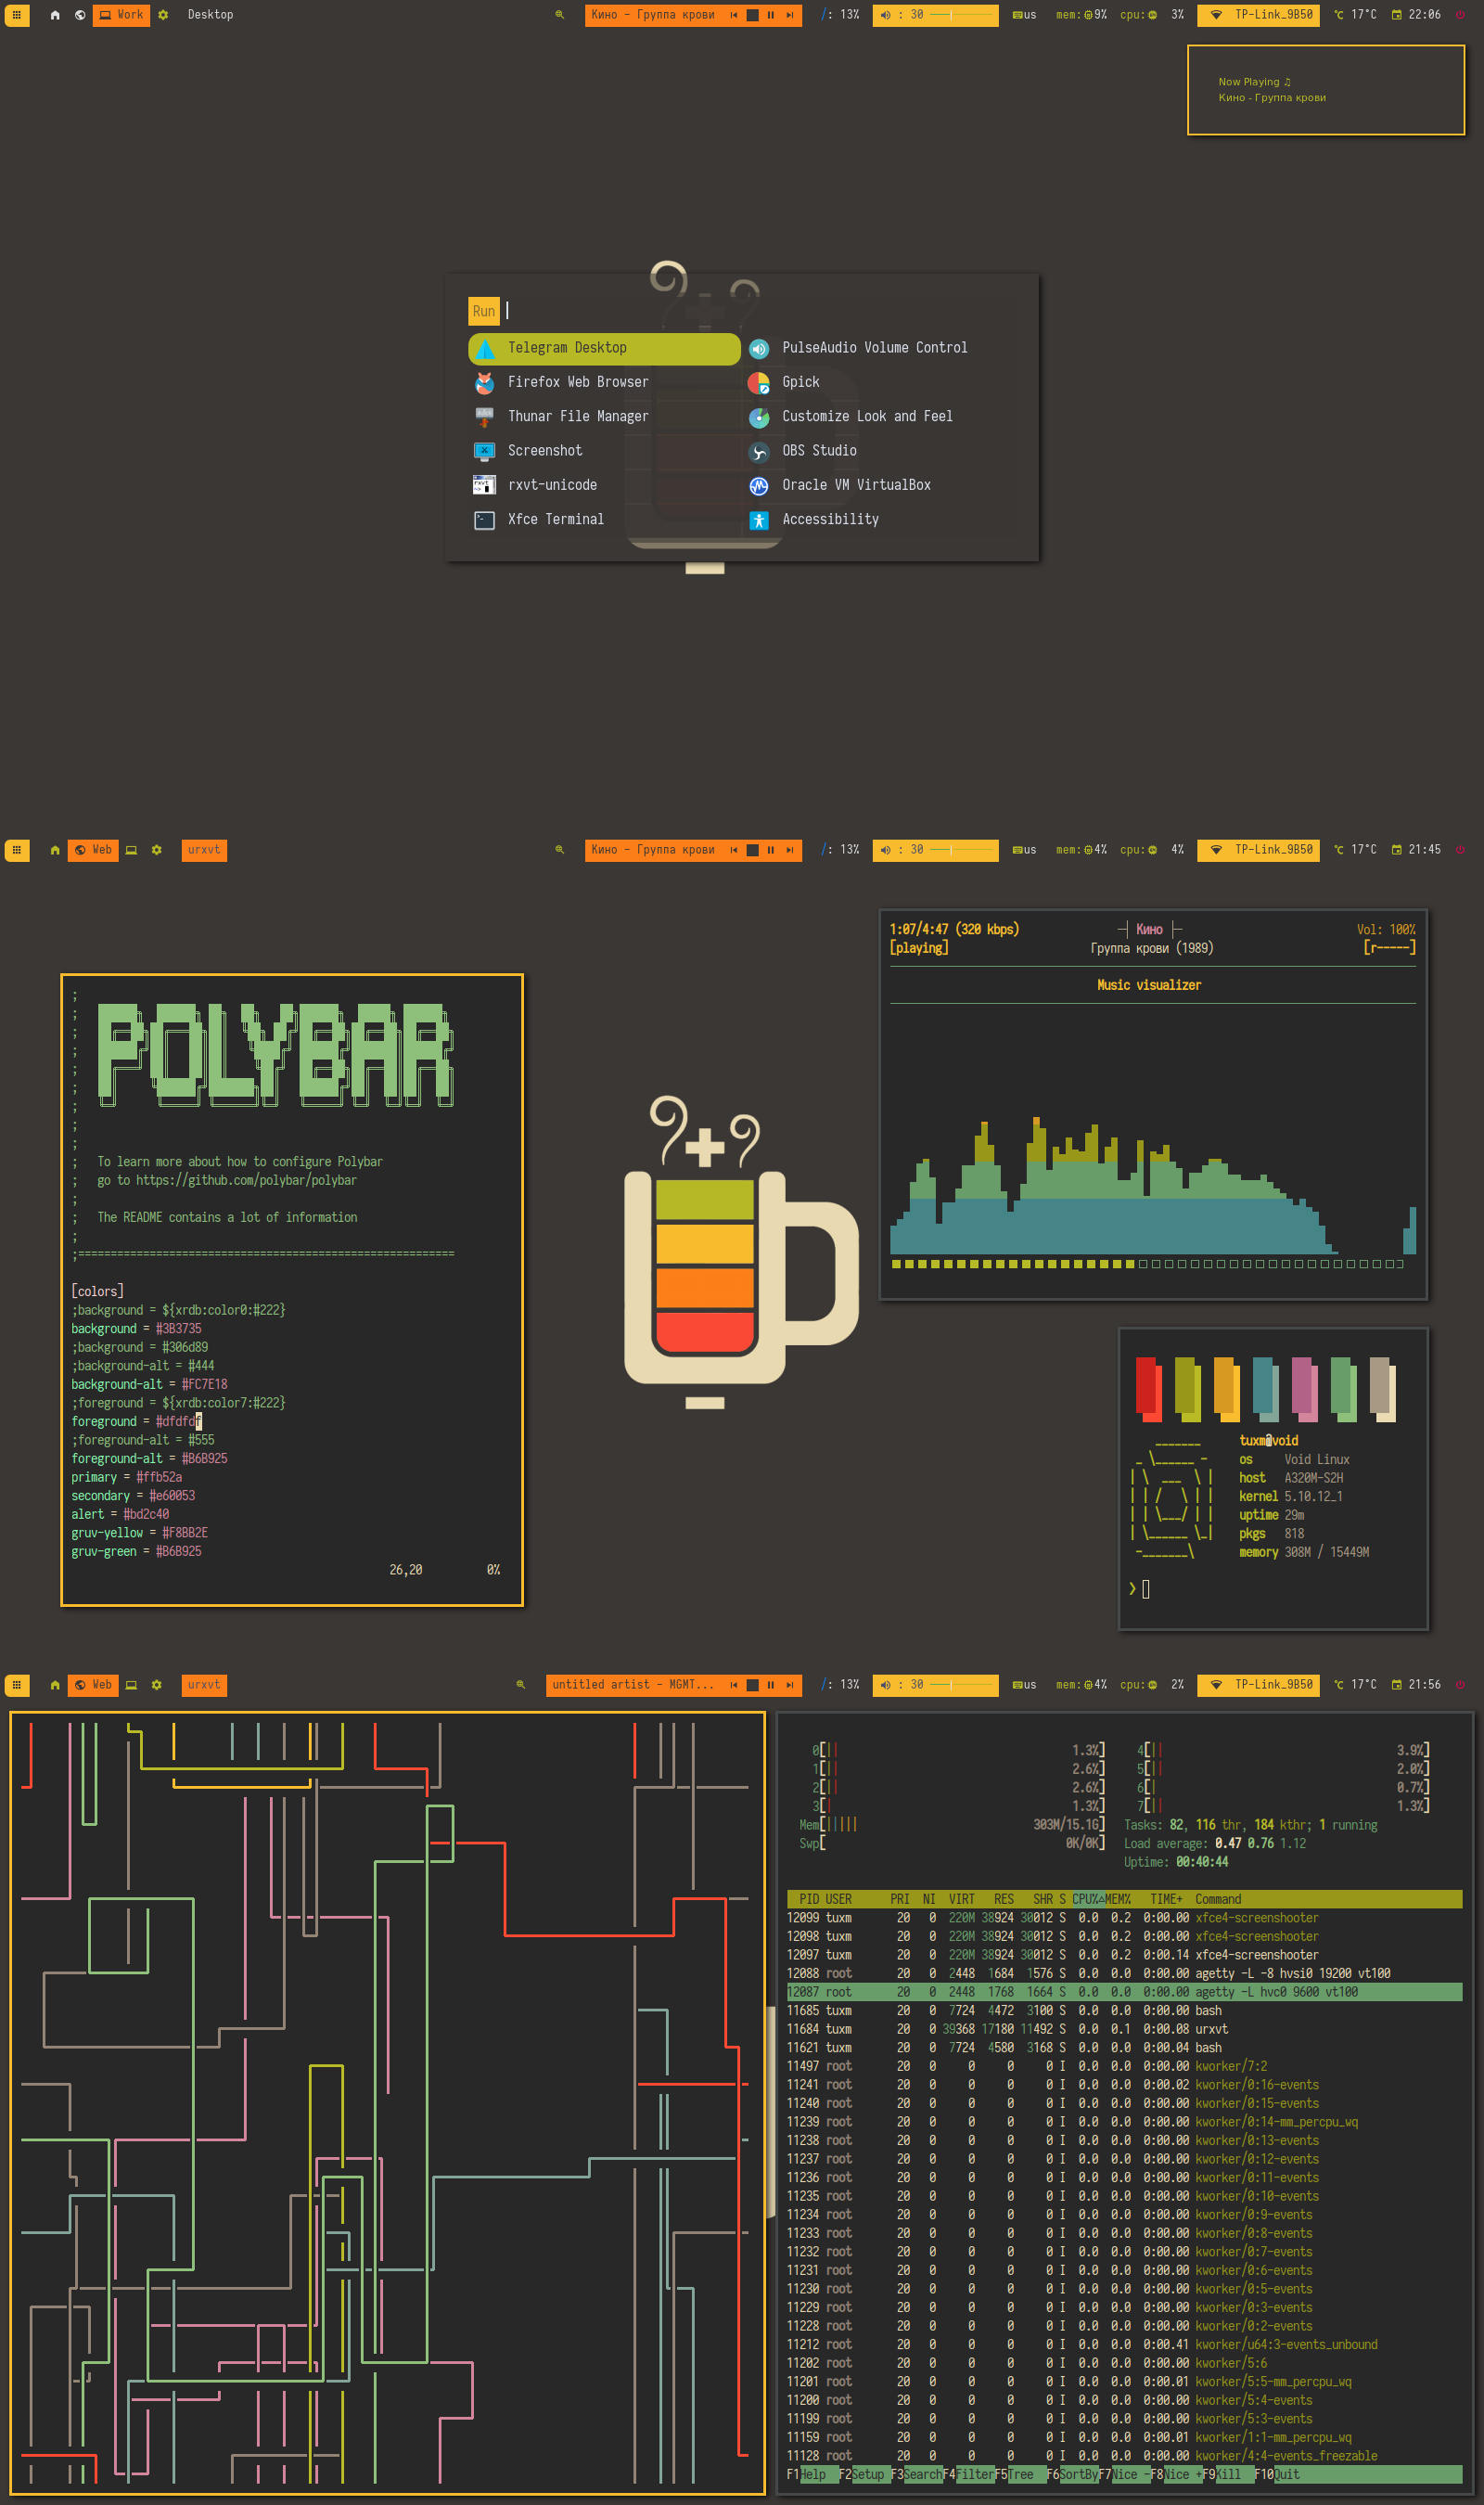 Work Desktop Кино - Группа крови /: 13% : 30 us mem: 9% cpu: 3% TP-Link_9B50 17°C 22:06
Now Playing ♫
Кино - Группа крови
Run
Telegram Desktop PulseAudio Volume Control
Firefox Web Browser Gpick
Thunar File Manager Customize Look and Feel
Screenshot OBS Studio
rxvt-unicode Oracle VM VirtualBox
Xfce Terminal Accessibility
Web urxvt Кино - Группа крови /: 13% : 30 us mem: 4% cpu: 4% TP-Link_9B50 17°C 21:45
;
POLYBAR
;
;
; To learn more about how to configure Polybar
; go to https://github.com/polybar/polybar
;
; The README contains a lot of information
;
;==========================================================
[colors]
;background = ${xrdb:color0:#222}
background = #3B3735
;background = #306d89
;background-alt = #444
background-alt = #FC7E18
;foreground = ${xrdb:color7:#222}
foreground = #dfdfdf
;foreground-alt = #555
foreground-alt = #B6B925
primary = #ffb52a
secondary = #e60053
alert = #bd2c40
gruv-yellow = #F8BB2E
gruv-green = #B6B925
26,20 0%
1:07/4:47 (320 kbps) ┤ Кино ├ Vol: 100%
[playing] Группа крови (1989) [r-----]
Music visualizer
tuxm@void
os Void Linux
host A320M-S2H
kernel 5.10.12_1
uptime 29m
pkgs 818
memory 308M / 15449M
❯
Web urxvt untitled artist - MGMT... /: 13% : 30 us mem: 4% cpu: 2% TP-Link_9B50 17°C 21:56
0[|| 1.3%] 4[|| 3.9%]
1[|| 2.6%] 5[|| 2.0%]
2[|| 2.6%] 6[| 0.7%]
3[| 1.3%] 7[|| 1.3%]
Mem[||||| 303M/15.1G] Tasks: 82, 116 thr, 184 kthr; 1 running
Swp[ 0K/0K] Load average: 0.47 0.76 1.12
Uptime: 00:40:44
PID USER PRI NI VIRT RES SHR S CPU%△MEM% TIME+ Command
12099 tuxm 20 0 220M 38924 30012 S 0.0 0.2 0:00.00 xfce4-screenshooter
12098 tuxm 20 0 220M 38924 30012 S 0.0 0.2 0:00.00 xfce4-screenshooter
12097 tuxm 20 0 220M 38924 30012 S 0.0 0.2 0:00.14 xfce4-screenshooter
12088 root 20 0 2448 1684 1576 S 0.0 0.0 0:00.00 agetty -L -8 hvsi0 19200 vt100
12087 root 20 0 2448 1768 1664 S 0.0 0.0 0:00.00 agetty -L hvc0 9600 vt100
11685 tuxm 20 0 7724 4472 3100 S 0.0 0.0 0:00.00 bash
11684 tuxm 20 0 39368 17180 11492 S 0.0 0.1 0:00.08 urxvt
11621 tuxm 20 0 7724 4580 3168 S 0.0 0.0 0:00.04 bash
11497 root 20 0 0 0 0 I 0.0 0.0 0:00.00 kworker/7:2
11241 root 20 0 0 0 0 I 0.0 0.0 0:00.02 kworker/0:16-events
11240 root 20 0 0 0 0 I 0.0 0.0 0:00.00 kworker/0:15-events
11239 root 20 0 0 0 0 I 0.0 0.0 0:00.00 kworker/0:14-mm_percpu_wq
11238 root 20 0 0 0 0 I 0.0 0.0 0:00.00 kworker/0:13-events
11237 root 20 0 0 0 0 I 0.0 0.0 0:00.00 kworker/0:12-events
11236 root 20 0 0 0 0 I 0.0 0.0 0:00.00 kworker/0:11-events
11235 root 20 0 0 0 0 I 0.0 0.0 0:00.00 kworker/0:10-events
11234 root 20 0 0 0 0 I 0.0 0.0 0:00.00 kworker/0:9-events
11233 root 20 0 0 0 0 I 0.0 0.0 0:00.00 kworker/0:8-events
11232 root 20 0 0 0 0 I 0.0 0.0 0:00.00 kworker/0:7-events
11231 root 20 0 0 0 0 I 0.0 0.0 0:00.00 kworker/0:6-events
11230 root 20 0 0 0 0 I 0.0 0.0 0:00.00 kworker/0:5-events
11229 root 20 0 0 0 0 I 0.0 0.0 0:00.00 kworker/0:3-events
11228 root 20 0 0 0 0 I 0.0 0.0 0:00.00 kworker/0:2-events
11212 root 20 0 0 0 0 I 0.0 0.0 0:00.41 kworker/u64:3-events_unbound
11202 root 20 0 0 0 0 I 0.0 0.0 0:00.00 kworker/5:6
11201 root 20 0 0 0 0 I 0.0 0.0 0:00.01 kworker/5:5-mm_percpu_wq
11200 root 20 0 0 0 0 I 0.0 0.0 0:00.00 kworker/5:4-events
11199 root 20 0 0 0 0 I 0.0 0.0 0:00.00 kworker/5:3-events
11159 root 20 0 0 0 0 I 0.0 0.0 0:00.01 kworker/1:1-mm_percpu_wq
11128 root 20 0 0 0 0 I 0.0 0.0 0:00.00 kworker/4:4-events_freezable
F1Help F2Setup F3SearchF4FilterF5Tree F6SortByF7Nice -F8Nice +F9Kill F10Quit